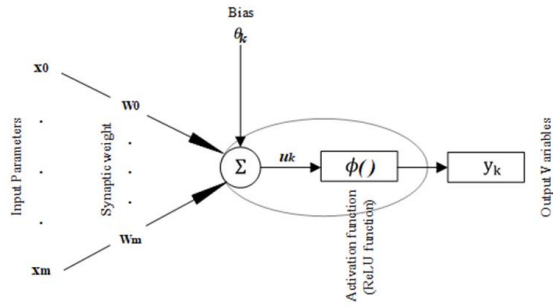 Bias
θk
x0
W0
Input Parameters
Synaptic weight
Σ
uk
ϕ()
yk
Output Variables
Wm
xm
Activation function
(ReLU function)